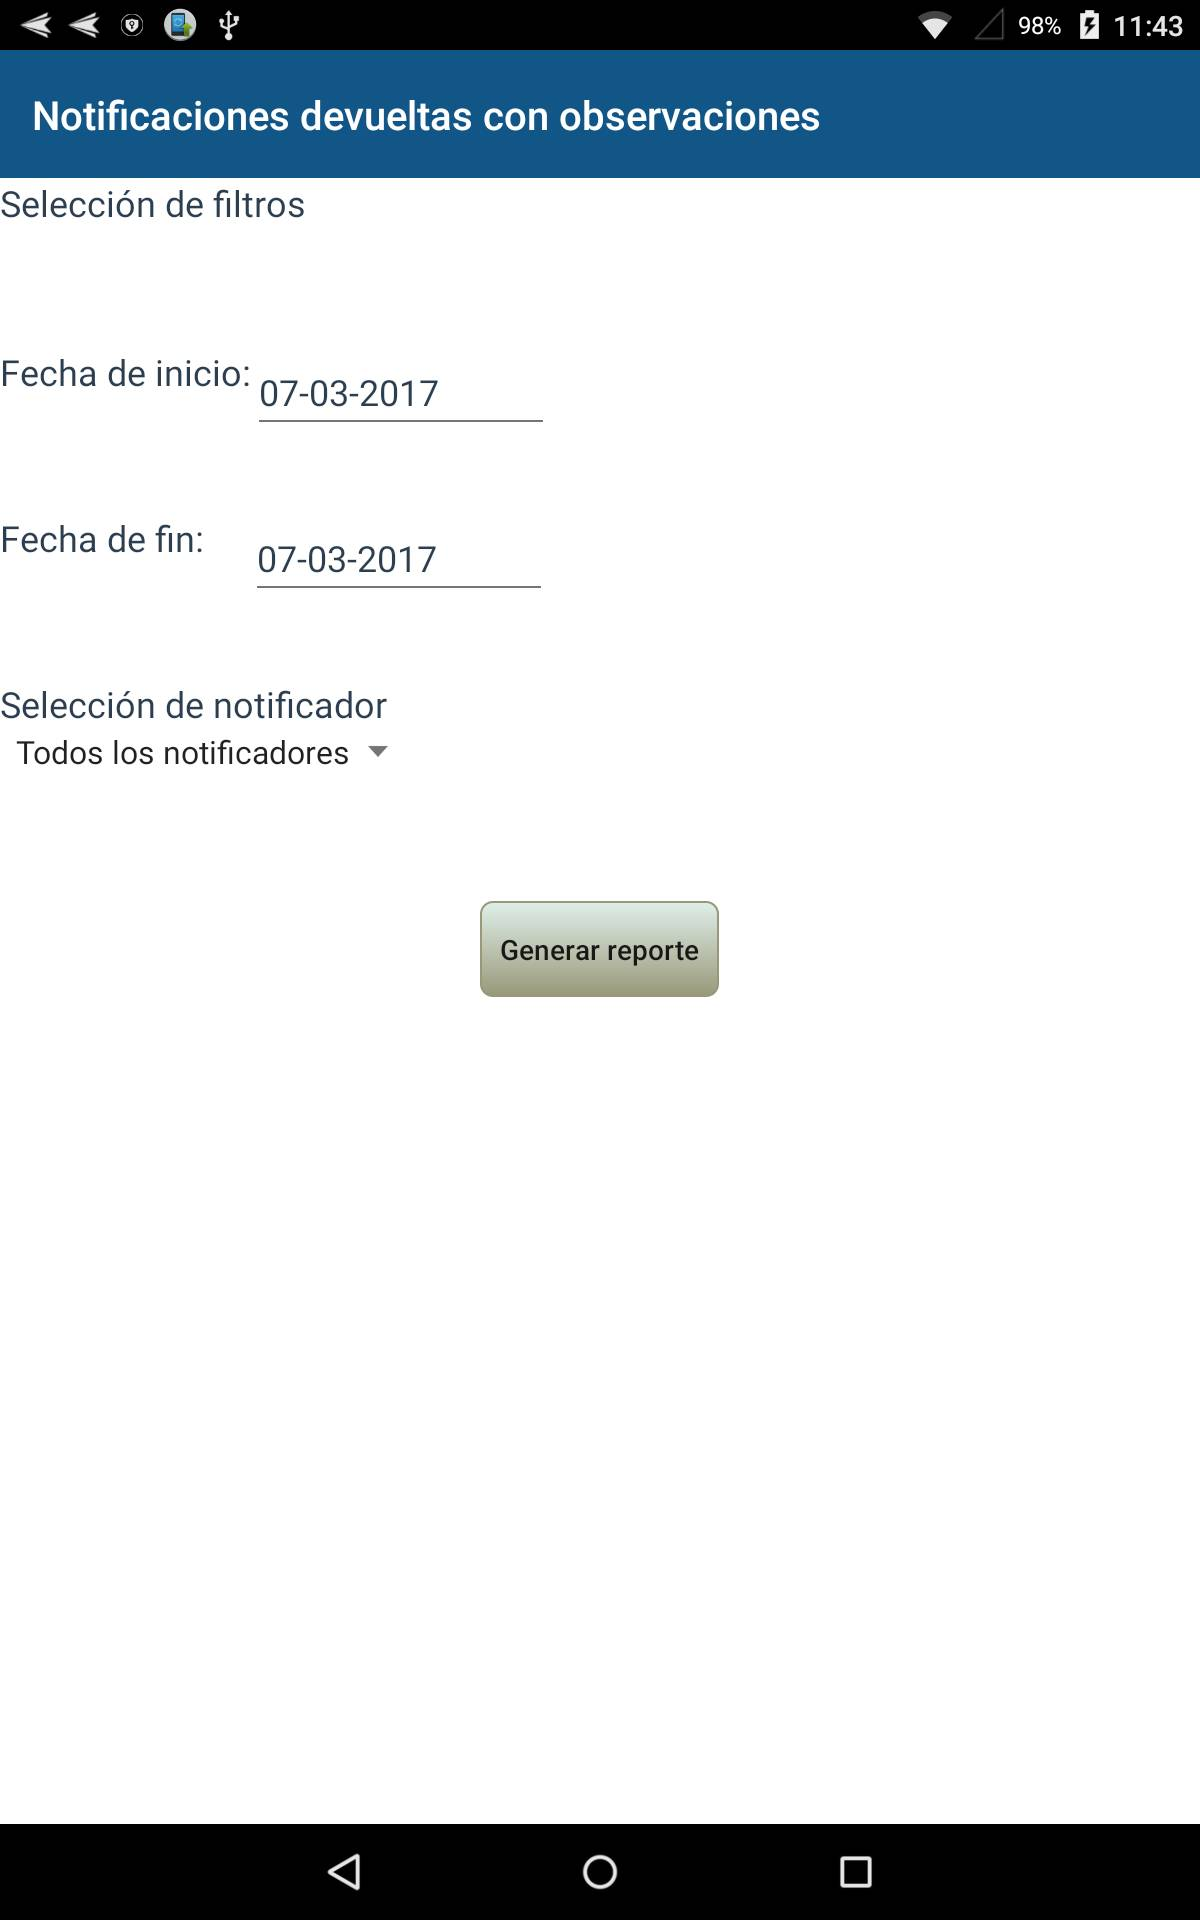 98% 11:43
Notificaciones devueltas con observaciones
Selección de filtros
Fecha de inicio: 07-03-2017
Fecha de fin: 07-03-2017
Selección de notificador
Todos los notificadores
Generar reporte